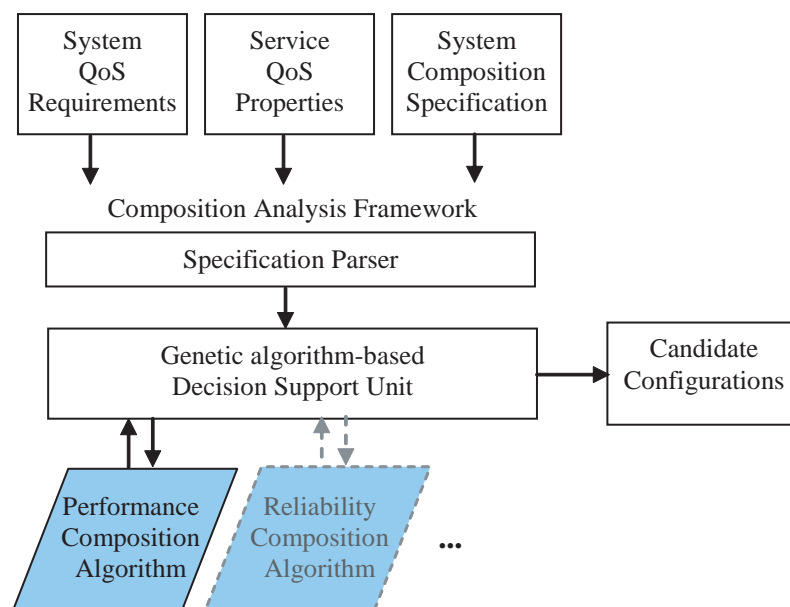 System
QoS
Requirements
Service
QoS
Properties
System
Composition
Specification
Composition Analysis Framework
Specification Parser
Genetic algorithm-based
Decision Support Unit
Candidate
Configurations
Performance
Composition
Algorithm
Reliability
Composition
Algorithm
...